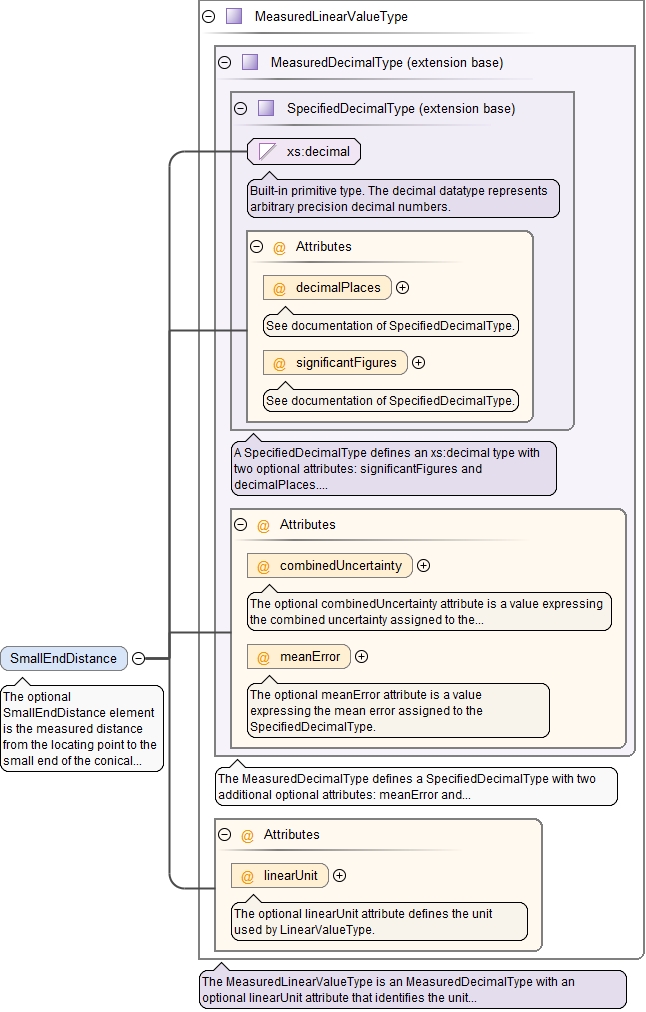 MeasuredLinearValueType
MeasuredDecimalType (extension base)
SpecifiedDecimalType (extension base)
xs:decimal
Built-in primitive type. The decimal datatype represents
arbitrary precision decimal numbers.
@ Attributes
@ decimalPlaces
See documentation of SpecifiedDecimalType.
@ significantFigures
See documentation of SpecifiedDecimalType.
A SpecifiedDecimalType defines an xs:decimal type with
two optional attributes: significantFigures and
decimalPlaces....
@ Attributes
@ combinedUncertainty
The optional combinedUncertainty attribute is a value expressing
the combined uncertainty assigned to the...
@ meanError
The optional meanError attribute is a value
expressing the mean error assigned to the
SpecifiedDecimalType.
SmallEndDistance
The optional
SmallEndDistance element
is the measured distance
from the locating point to the
small end of the conical...
The MeasuredDecimalType defines a SpecifiedDecimalType with two
additional optional attributes: meanError and...
@ Attributes
@ linearUnit
The optional linearUnit attribute defines the unit
used by LinearValueType.
The MeasuredLinearValueType is an MeasuredDecimalType with an
optional linearUnit attribute that identifies the unit...